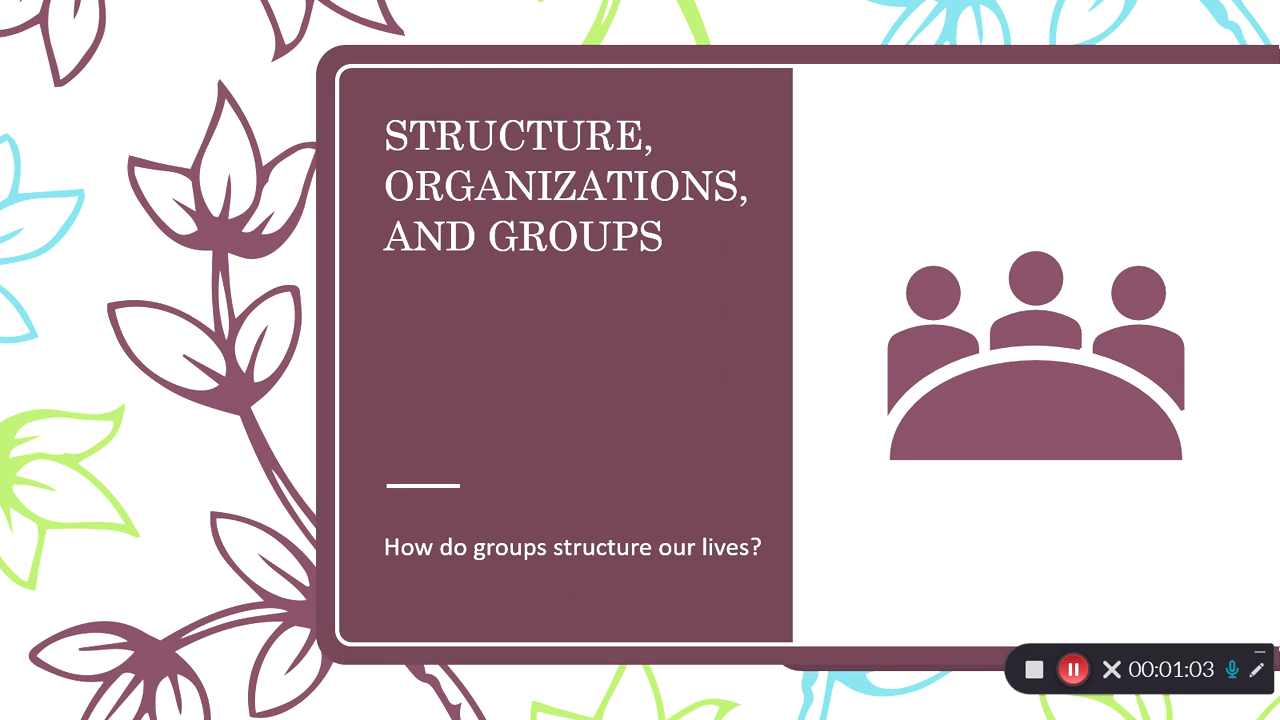 STRUCTURE,
ORGANIZATIONS,
AND GROUPS
How do groups structure our lives?
00:01:03